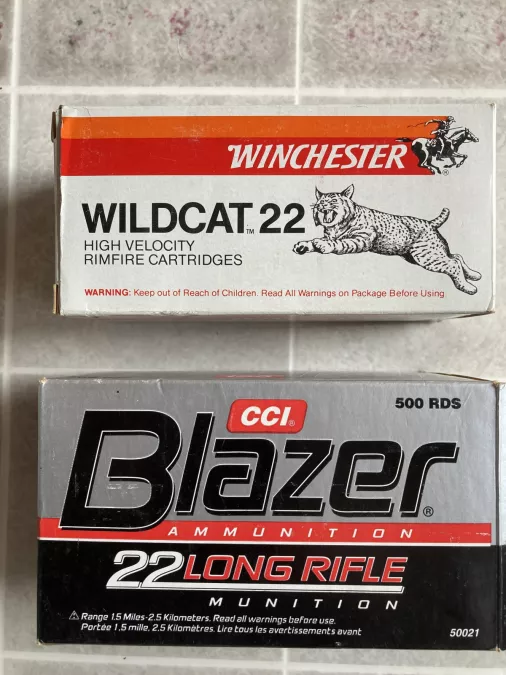 WINCHESTER
®
WILDCAT™ 22
HIGH VELOCITY
RIMFIRE CARTRIDGES
WARNING: Keep out of Reach of Children. Read All Warnings on Package Before Using.
CCI®
500 RDS
Blazer®
AMMUNITION
22 LONG RIFLE
MUNITION
⚠ Range 1.5 Miles-2.5 Kilometers. Read all warnings before use.
Portée 1.5 mille, 2.5 Kilomètres. Lire tous les avertissements avant
50021